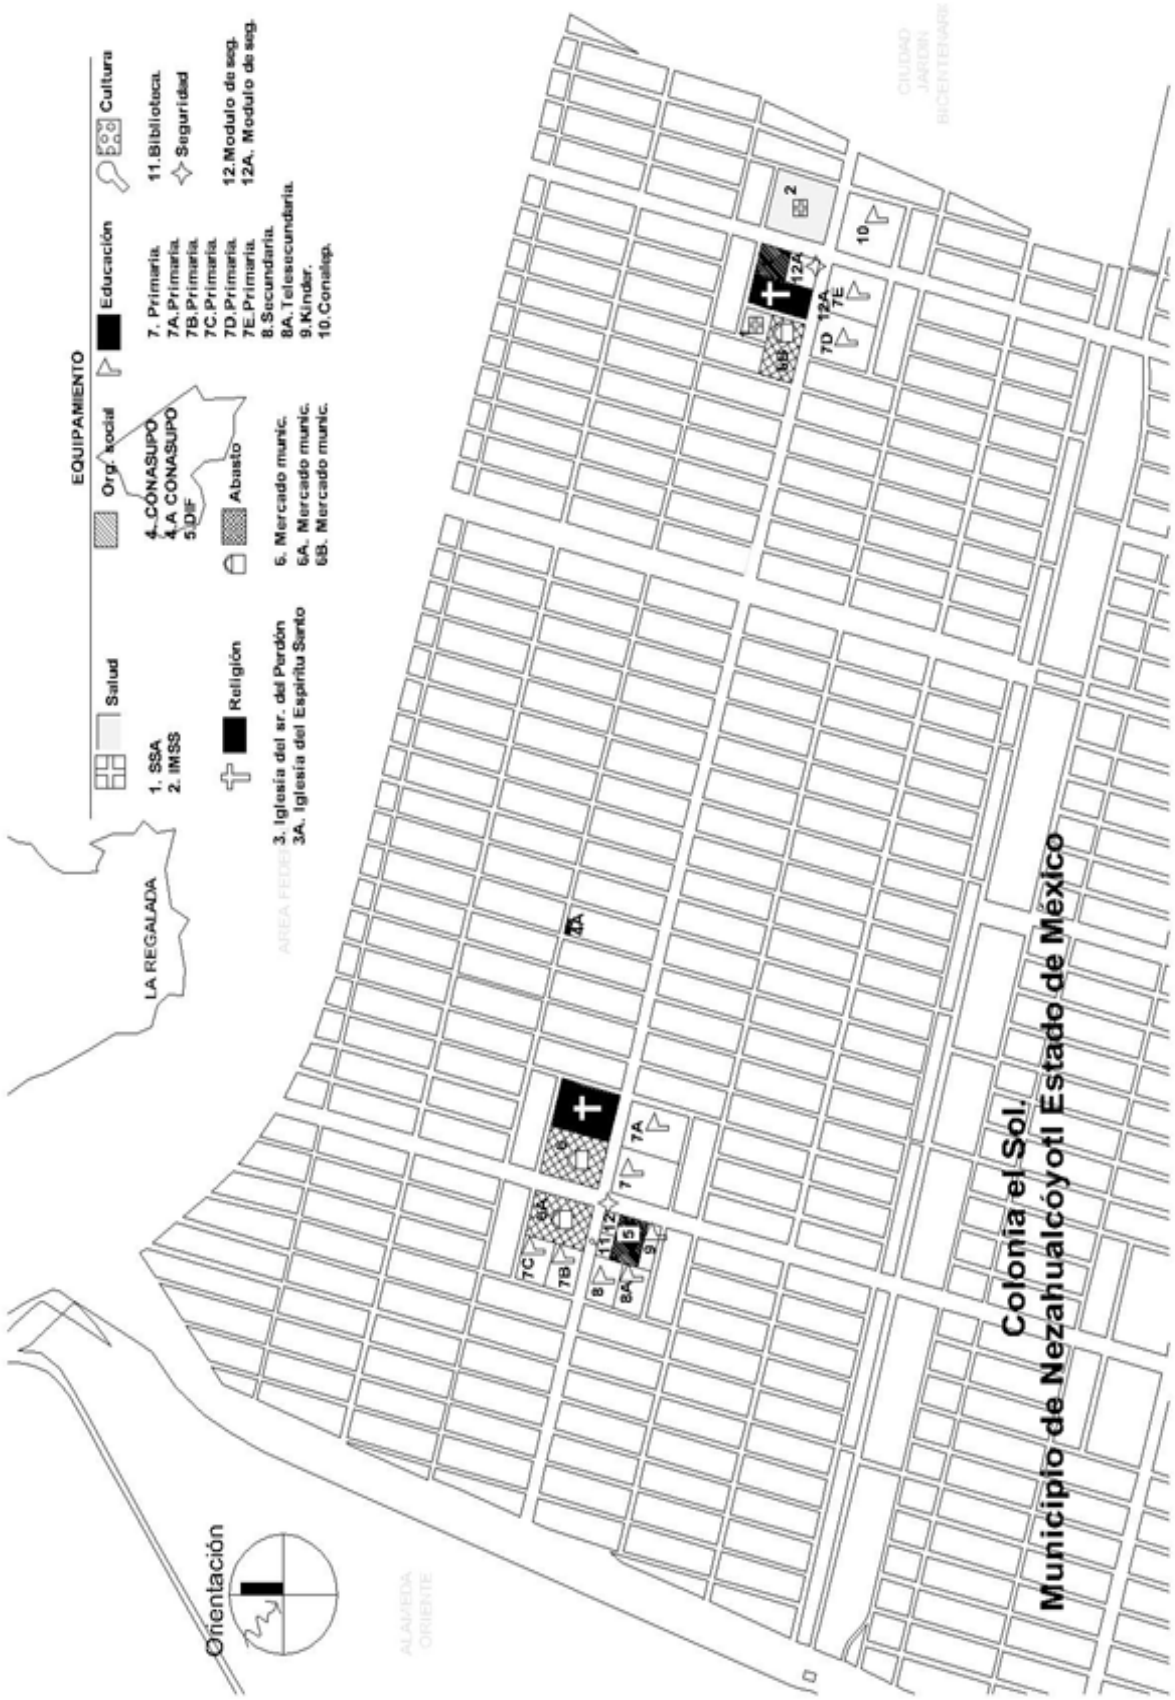 EQUIPAMIENTO
Salud
1. SSA
2. IMSS
Religión
3. Iglesia del sr. del Perdón
3A. Iglesia del Espiritu Santo
Org. social
4. CONASUPO
4.A CONASUPO
5.DIF
Abasto
6. Mercado munic.
6A. Mercado munic.
6B. Mercado munic.
Educación
7. Primaria.
7A.Primaria.
7B.Primaria.
7C.Primaria.
7D.Primaria.
7E.Primaria.
8.Secundaria.
8A.Telesecundaria.
9.Kinder.
10.Conalep.
Cultura
11.Biblioteca.
Seguridad
12.Modulo de seg.
12A. Modulo de seg.
LA REGALADA
AREA FEDE
Orientación
ALAMEDA
ORIENTE
CIUDAD
JARDIN
BICENTENARI
7C
7B
6A
6
8
8A
11
12
5
9
7
7A
4A
1
6B
12A
2
12A
7D
7E
10
Colonia el Sol.
Municipio de Nezahualcóyotl Estado de México